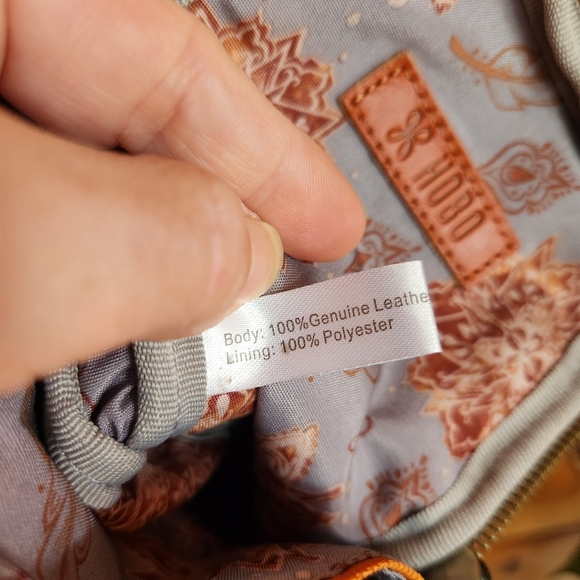 HOBO
Body: 100%Genuine Leathe
Lining: 100% Polyester